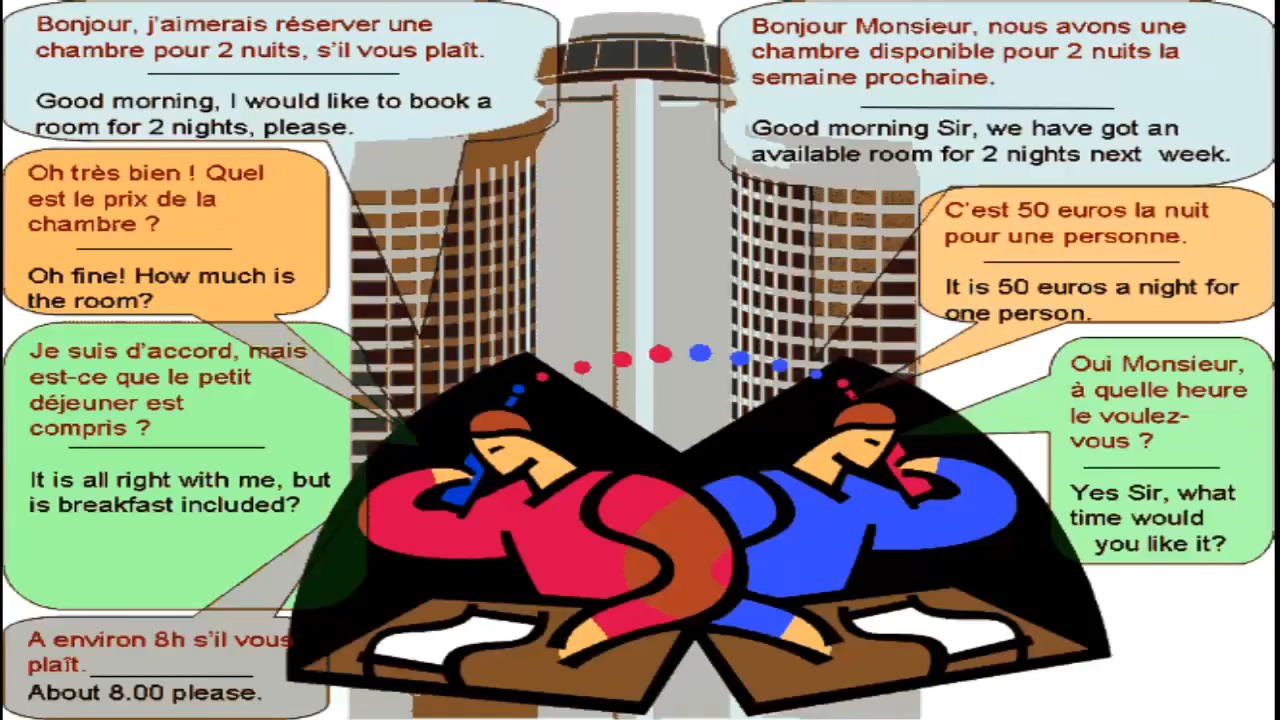 Bonjour, j'aimerais réserver une
chambre pour 2 nuits, s'il vous plaît.
Good morning, I would like to book a
room for 2 nights, please.
Bonjour Monsieur, nous avons une
chambre disponible pour 2 nuits la
semaine prochaine.
Good morning Sir, we have got an
available room for 2 nights next week.
Oh très bien ! Quel
est le prix de la
chambre ?
Oh fine! How much is
the room?
C'est 50 euros la nuit
pour une personne.
It is 50 euros a night for
one person.
Je suis d'accord, mais
est-ce que le petit
déjeuner est
compris ?
It is all right with me, but
is breakfast included?
Oui Monsieur,
à quelle heure
le voulez-
vous ?
Yes Sir, what
time would
you like it?
A environ 8h s'il vous
plaît.
About 8.00 please.